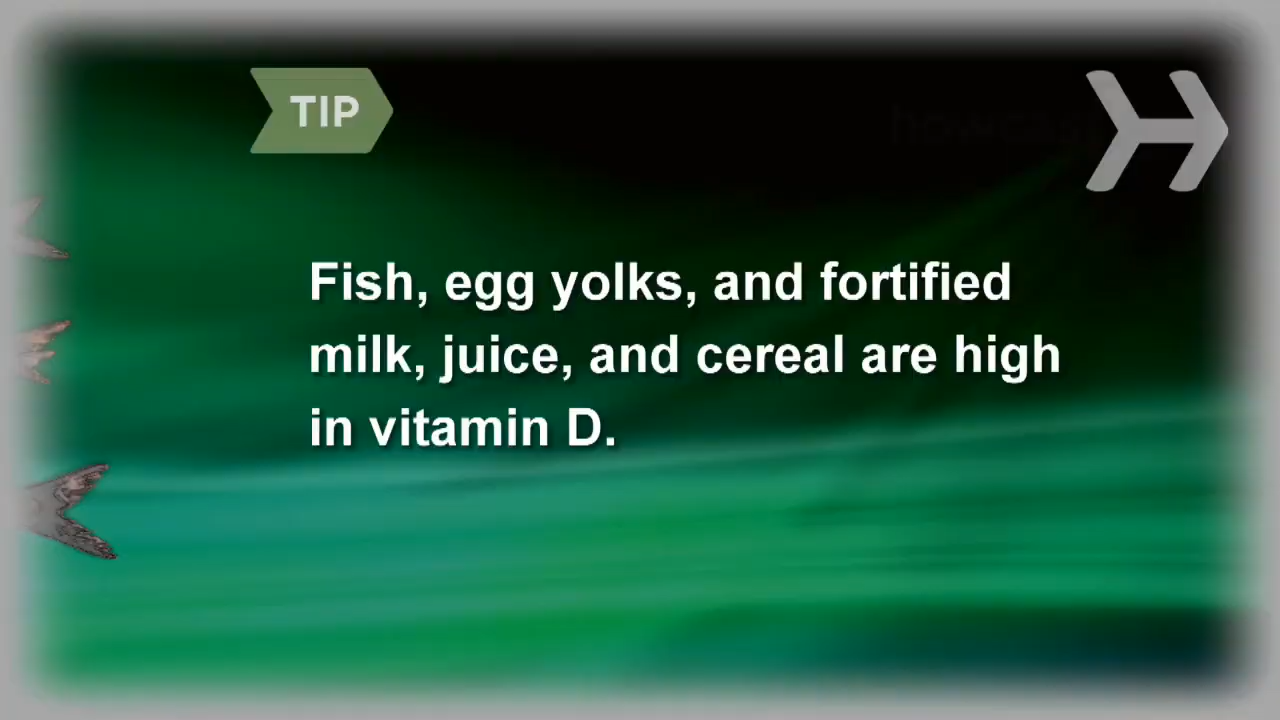 TIP
Fish, egg yolks, and fortified
milk, juice, and cereal are high
in vitamin D.